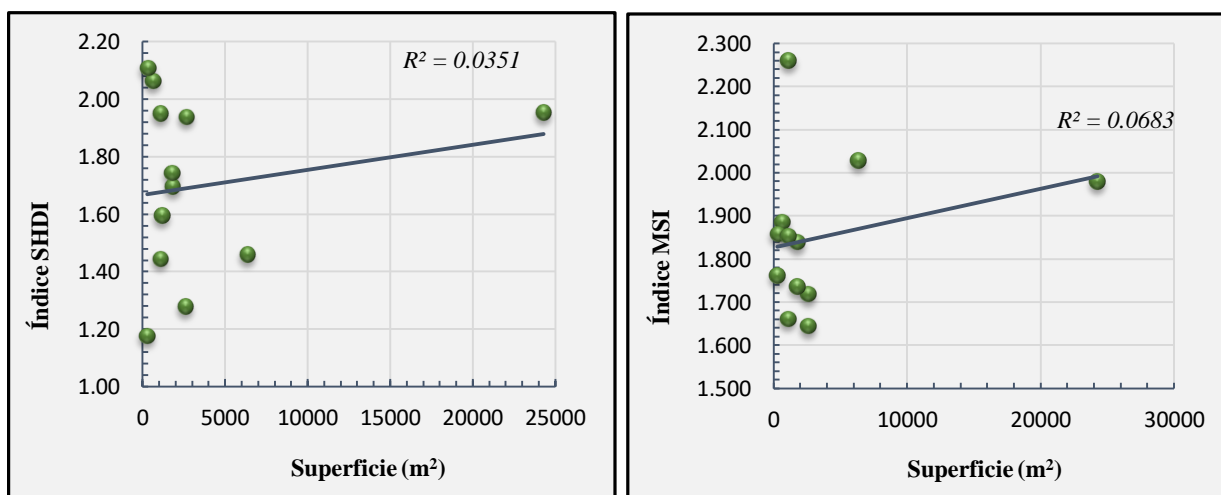 2.20
2.00
1.80
1.60
1.40
1.20
1.00
Índice SHDI
R² = 0.0351
0 5000 10000 15000 20000 25000
Superficie (m²)
2.300
2.200
2.100
2.000
1.900
1.800
1.700
1.600
1.500
Índice MSI
R² = 0.0683
0 10000 20000 30000
Superficie (m²)